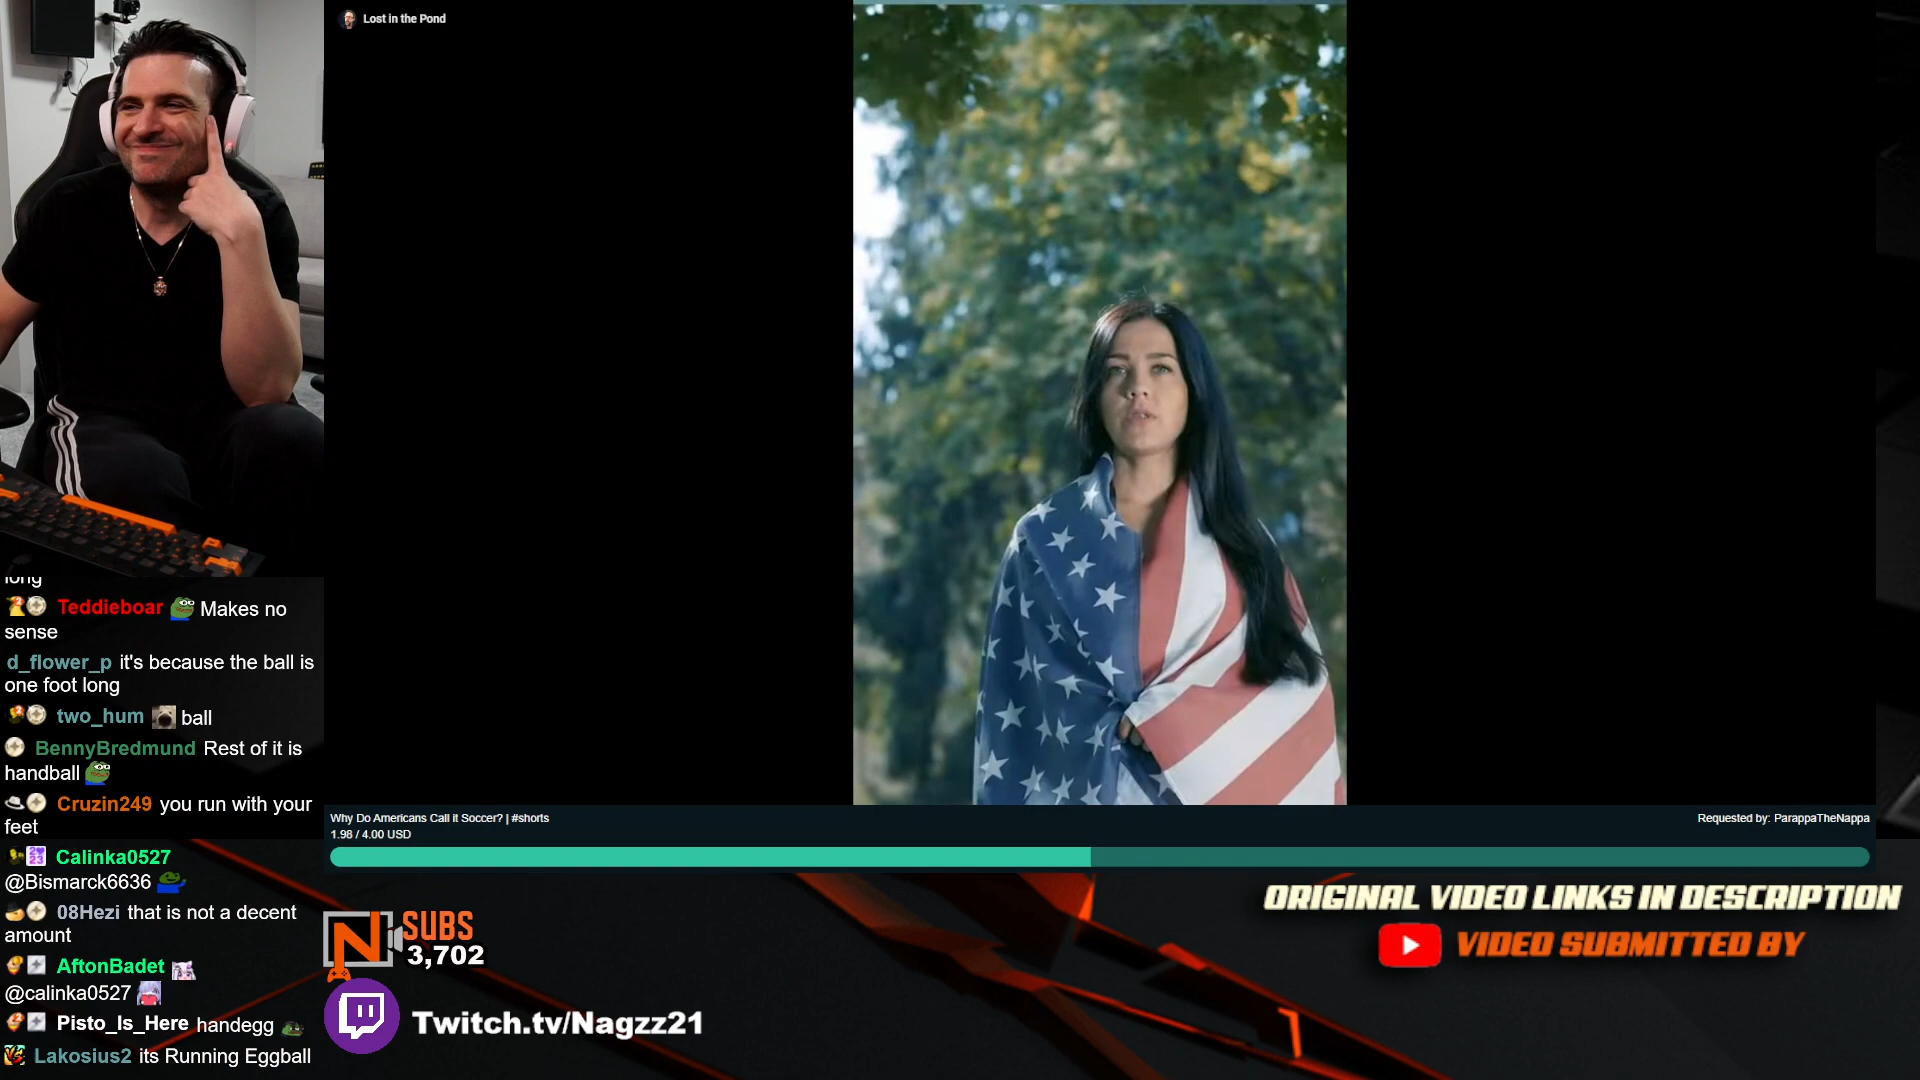 Lost in the Pond
long
Teddieboar Makes no
sense
d_flower_p it's because the ball is
one foot long
two_hum ball
BennyBredmund Rest of it is
handball
Cruzin249 you run with your
feet
Calinka0527
@Bismarck6636
08Hezi that is not a decent
amount
AftonBadet
@calinka0527
Pisto_Is_Here handegg
Lakosius2 its Running Eggball
Why Do Americans Call it Soccer? | #shorts
1.98 / 4.00 USD
Requested by: ParappaTheNappa
ORIGINAL VIDEO LINKS IN DESCRIPTION
VIDEO SUBMITTED BY
N SUBS
3,702
Twitch.tv/Nagzz21